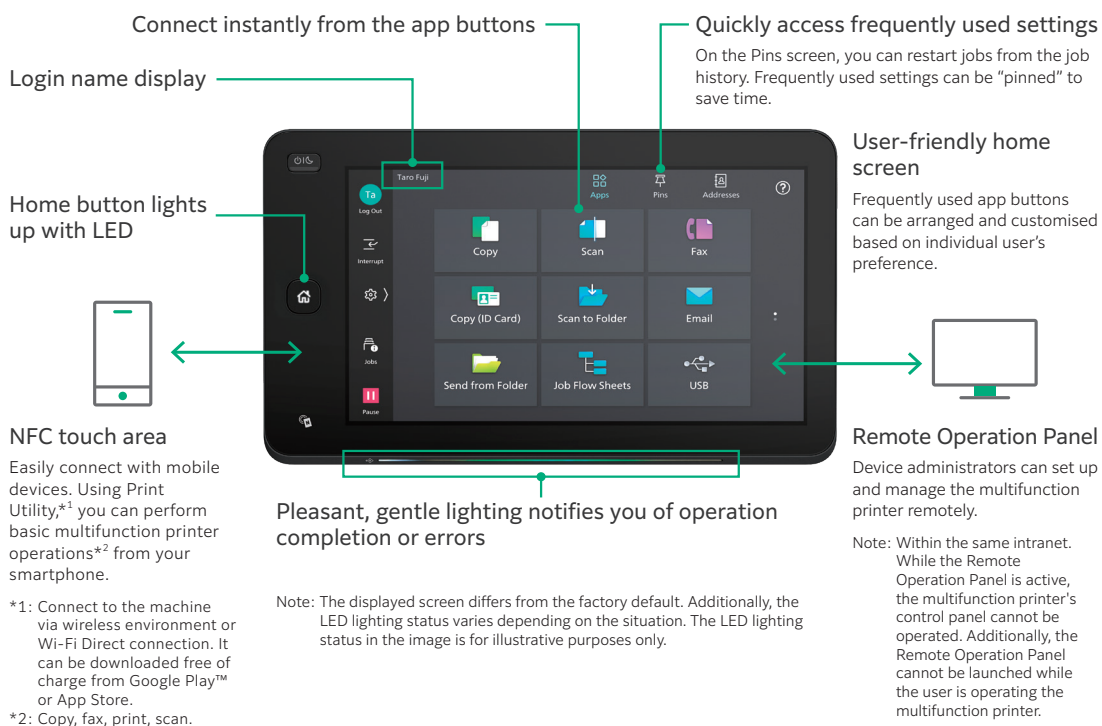 Connect instantly from the app buttons
Quickly access frequently used settings
On the Pins screen, you can restart jobs from the job
history. Frequently used settings can be “pinned” to
save time.
Login name display
User-friendly home
screen
Frequently used app buttons
can be arranged and customised
based on individual user's
preference.
Home button lights
up with LED
Taro Fuji
Ta
Log Out
Apps
Pins
Addresses
?
Interrupt
Copy
Scan
Fax
Copy (ID Card)
Scan to Folder
Email
Jobs
Send from Folder
Job Flow Sheets
USB
Pause
NFC touch area
Easily connect with mobile
devices. Using Print
Utility,*1 you can perform
basic multifunction printer
operations*2 from your
smartphone.
*1: Connect to the machine
via wireless environment or
Wi-Fi Direct connection. It
can be downloaded free of
charge from Google Play™
or App Store.
*2: Copy, fax, print, scan.
Pleasant, gentle lighting notifies you of operation
completion or errors
Note: The displayed screen differs from the factory default. Additionally, the
LED lighting status varies depending on the situation. The LED lighting
status in the image is for illustrative purposes only.
Remote Operation Panel
Device administrators can set up
and manage the multifunction
printer remotely.
Note: Within the same intranet.
While the Remote
Operation Panel is active,
the multifunction printer's
control panel cannot be
operated. Additionally, the
Remote Operation Panel
cannot be launched while
the user is operating the
multifunction printer.